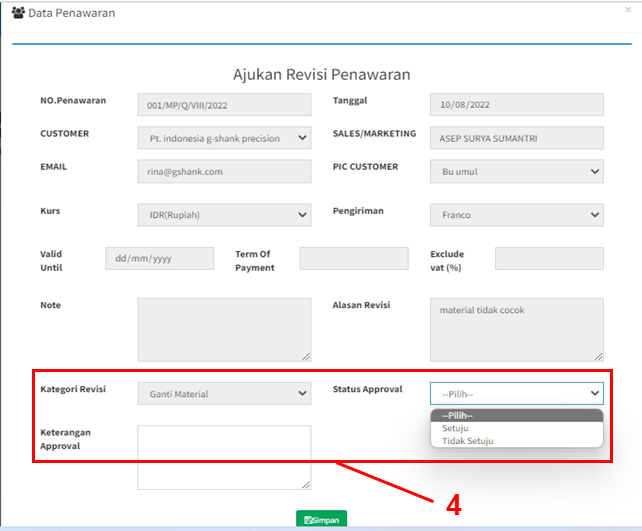 Data Penawaran
×
Ajukan Revisi Penawaran
NO.Penawaran 001/MP/Q/VIII/2022 Tanggal 10/08/2022
CUSTOMER Pt. indonesia g-shank precision SALES/MARKETING ASEP SURYA SUMANTRI
EMAIL rina@gshank.com PIC CUSTOMER Bu umul
Kurs IDR(Rupiah) Pengiriman Franco
Valid Until dd/mm/yyyy Term Of Payment Exclude vat (%)
Note Alasan Revisi material tidak cocok
Kategori Revisi Ganti Material Status Approval --Pilih--
--Pilih--
Setuju
Tidak Setuju
Keterangan Approval
4
Simpan